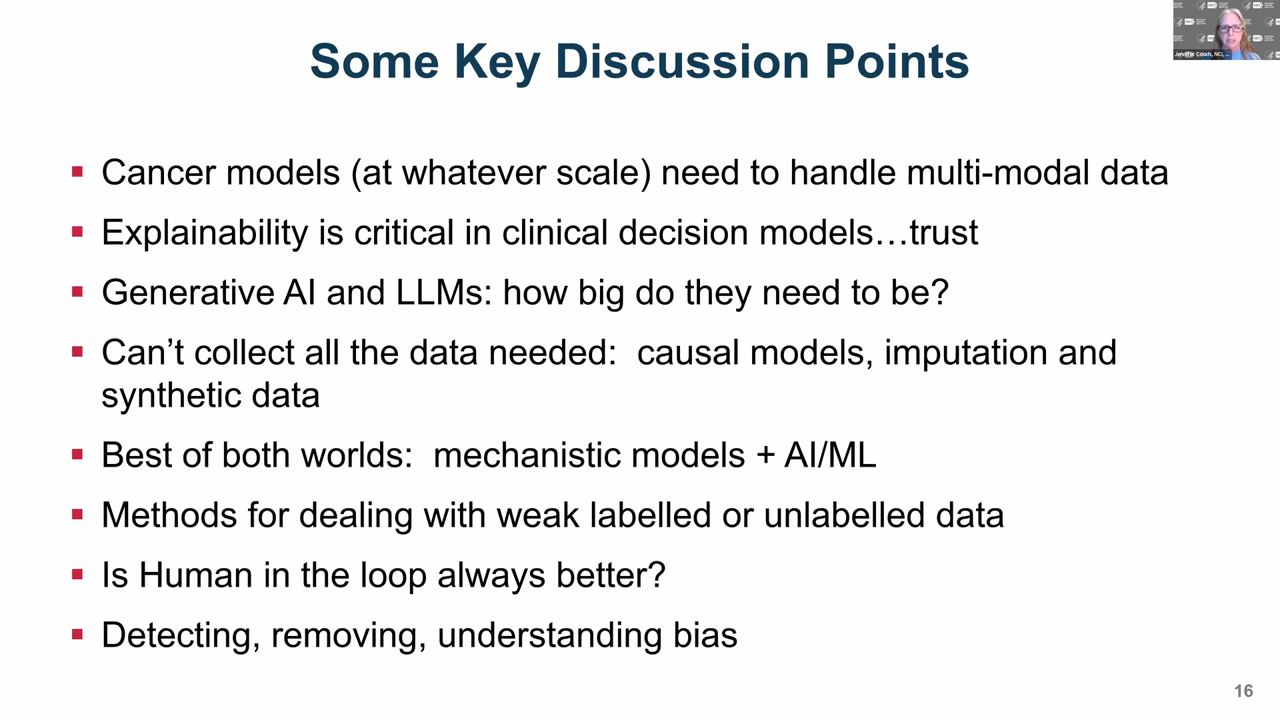 Some Key Discussion Points
Jennifer Couch, NCI, ...
▪ Cancer models (at whatever scale) need to handle multi-modal data
▪ Explainability is critical in clinical decision models…trust
▪ Generative AI and LLMs: how big do they need to be?
▪ Can’t collect all the data needed:  causal models, imputation and
synthetic data
▪ Best of both worlds:  mechanistic models + AI/ML
▪ Methods for dealing with weak labelled or unlabelled data
▪ Is Human in the loop always better?
▪ Detecting, removing, understanding bias
16